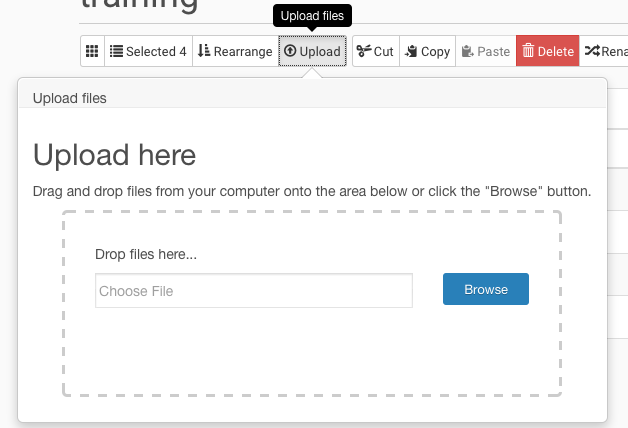 training
Upload files
Selected 4 Rearrange Upload Cut Copy Paste Delete Rena
Upload files
Upload here
Drag and drop files from your computer onto the area below or click the "Browse" button.
Drop files here...
Choose File Browse